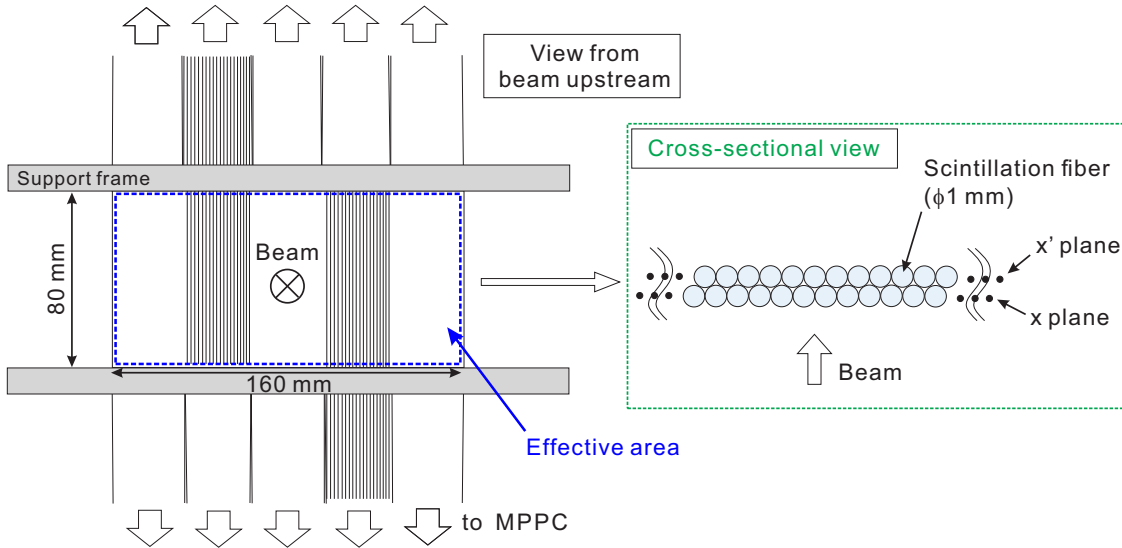 View from
beam upstream
Support frame
80 mm
Beam
160 mm
Effective area
to MPPC
Cross-sectional view
Scintillation fiber
(ϕ1 mm)
x' plane
x plane
Beam